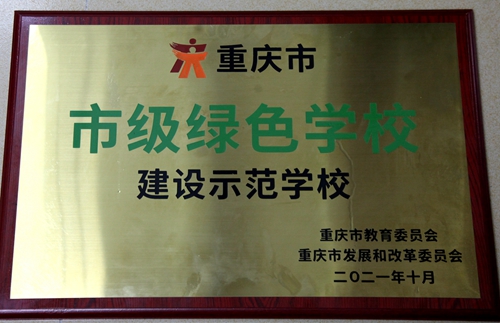 重庆市
市级绿色学校
建设示范学校
重庆市教育委员会
重庆市发展和改革委员会
二〇二一年十月